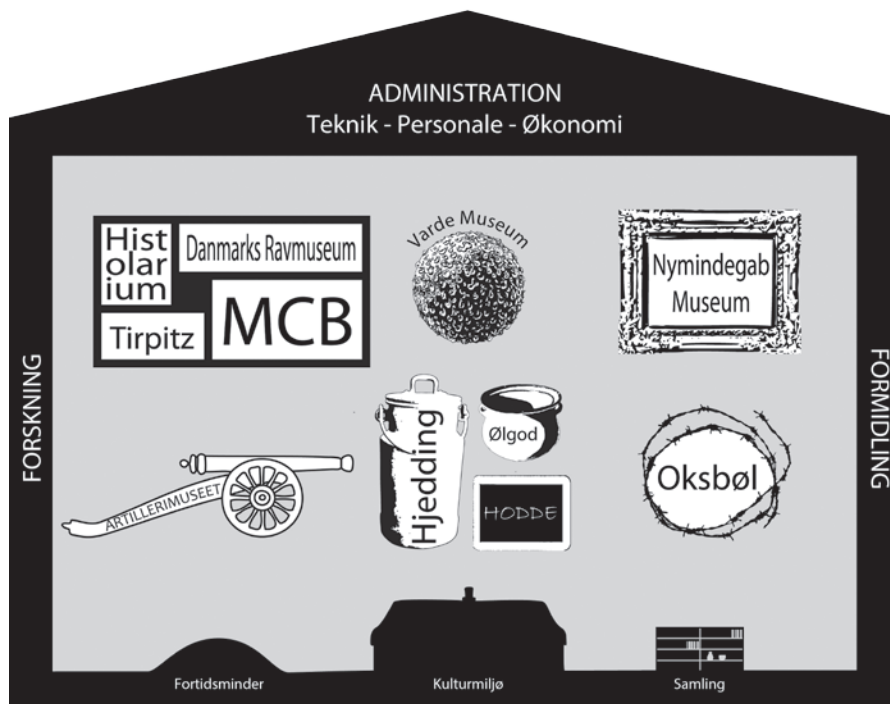 ADMINISTRATION
Teknik - Personale - Økonomi
FORSKNING
FORMIDLING
Hist
olar
ium
Danmarks Ravmuseum
Tirpitz
MCB
Varde Museum
Nymindegab
Museum
ARTILLERIMUSEET
Hjedding
Ølgod
HODDE
Oksbøl
Fortidsminder
Kulturmiljø
Samling